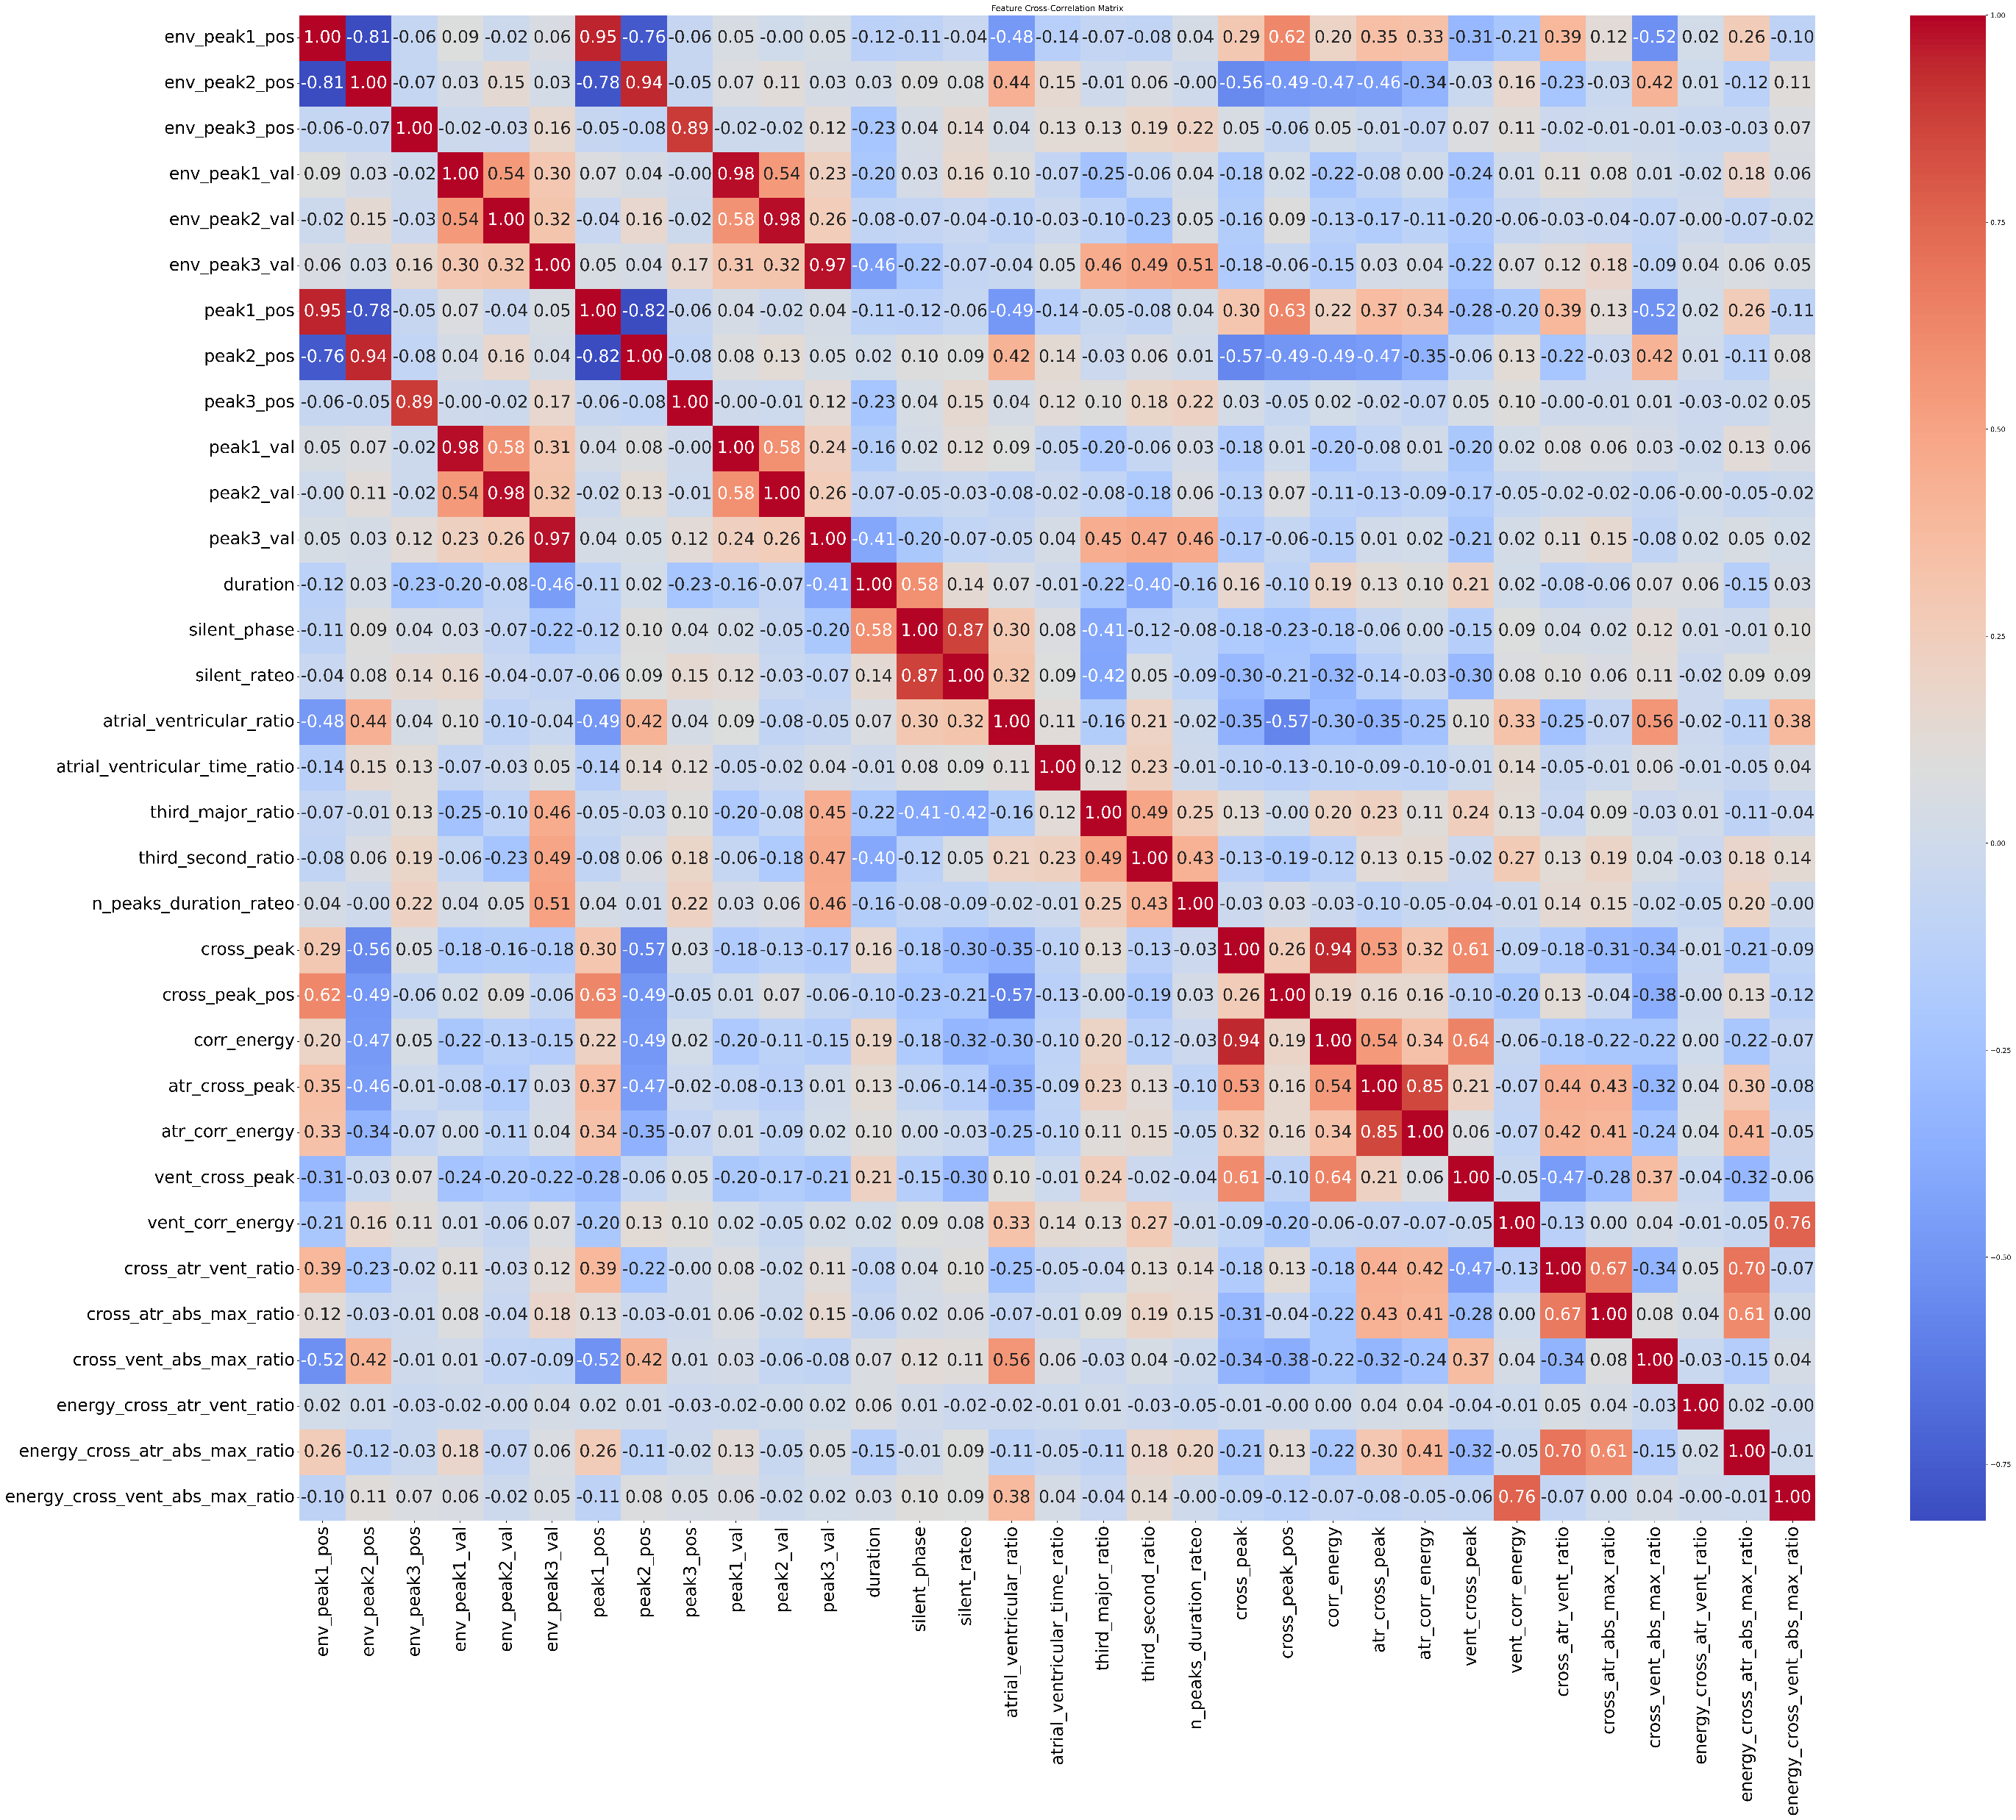 Feature Cross-Correlation Matrix
env_peak1_pos 1.00 -0.81 -0.06 0.09 -0.02 0.06 0.95 -0.76 -0.06 0.05 -0.00 0.05 -0.12 -0.11 -0.04 -0.48 -0.14 -0.07 -0.08 0.04 0.29 0.62 0.20 0.35 0.33 -0.31 -0.21 0.39 0.12 -0.52 0.02 0.26 -0.10
env_peak2_pos -0.81 1.00 -0.07 0.03 0.15 0.03 -0.78 0.94 -0.05 0.07 0.11 0.03 0.03 0.09 0.08 0.44 0.15 -0.01 0.06 -0.00 -0.56 -0.49 -0.47 -0.46 -0.34 -0.03 0.16 -0.23 -0.03 0.42 0.01 -0.12 0.11
env_peak3_pos -0.06 -0.07 1.00 -0.02 -0.03 0.16 -0.05 -0.08 0.89 -0.02 -0.02 0.12 -0.23 0.04 0.14 0.04 0.13 0.13 0.19 0.22 0.05 -0.06 0.05 -0.01 -0.07 0.07 0.11 -0.02 -0.01 -0.01 -0.03 -0.03 0.07
env_peak1_val 0.09 0.03 -0.02 1.00 0.54 0.30 0.07 0.04 -0.00 0.98 0.54 0.23 -0.20 0.03 0.16 0.10 -0.07 -0.25 -0.06 0.04 -0.18 0.02 -0.22 -0.08 0.00 -0.24 0.01 0.11 0.08 0.01 -0.02 0.18 0.06
env_peak2_val -0.02 0.15 -0.03 0.54 1.00 0.32 -0.04 0.16 -0.02 0.58 0.98 0.26 -0.08 -0.07 -0.04 -0.10 -0.03 -0.10 -0.23 0.05 -0.16 0.09 -0.13 -0.17 -0.11 -0.20 -0.06 -0.03 -0.04 -0.07 -0.00 -0.07 -0.02
env_peak3_val 0.06 0.03 0.16 0.30 0.32 1.00 0.05 0.04 0.17 0.31 0.32 0.97 -0.46 -0.22 -0.07 -0.04 0.05 0.46 0.49 0.51 -0.18 -0.06 -0.15 0.03 0.04 -0.22 0.07 0.12 0.18 -0.09 0.04 0.06 0.05
peak1_pos 0.95 -0.78 -0.05 0.07 -0.04 0.05 1.00 -0.82 -0.06 0.04 -0.02 0.04 -0.11 -0.12 -0.06 -0.49 -0.14 -0.05 -0.08 0.04 0.30 0.63 0.22 0.37 0.34 -0.28 -0.20 0.39 0.13 -0.52 0.02 0.26 -0.11
peak2_pos -0.76 0.94 -0.08 0.04 0.16 0.04 -0.82 1.00 -0.08 0.08 0.13 0.05 0.02 0.10 0.09 0.42 0.14 -0.03 0.06 0.01 -0.57 -0.49 -0.49 -0.47 -0.35 -0.06 0.13 -0.22 -0.03 0.42 0.01 -0.11 0.08
peak3_pos -0.06 -0.05 0.89 -0.00 -0.02 0.17 -0.06 -0.08 1.00 -0.00 -0.01 0.12 -0.23 0.04 0.15 0.04 0.12 0.10 0.18 0.22 0.03 -0.05 0.02 -0.02 -0.07 0.05 0.10 -0.00 -0.01 0.01 -0.03 -0.02 0.05
peak1_val 0.05 0.07 -0.02 0.98 0.58 0.31 0.04 0.08 -0.00 1.00 0.58 0.24 -0.16 0.02 0.12 0.09 -0.05 -0.20 -0.06 0.03 -0.18 0.01 -0.20 -0.08 0.01 -0.20 0.02 0.08 0.06 0.03 -0.02 0.13 0.06
peak2_val -0.00 0.11 -0.02 0.54 0.98 0.32 -0.02 0.13 -0.01 0.58 1.00 0.26 -0.07 -0.05 -0.03 -0.08 -0.02 -0.08 -0.18 0.06 -0.13 0.07 -0.11 -0.13 -0.09 -0.17 -0.05 -0.02 -0.02 -0.06 -0.00 -0.05 -0.02
peak3_val 0.05 0.03 0.12 0.23 0.26 0.97 0.04 0.05 0.12 0.24 0.26 1.00 -0.41 -0.20 -0.07 -0.05 0.04 0.45 0.47 0.46 -0.17 -0.06 -0.15 0.01 0.02 -0.21 0.02 0.11 0.15 -0.08 0.02 0.05 0.02
duration -0.12 0.03 -0.23 -0.20 -0.08 -0.46 -0.11 0.02 -0.23 -0.16 -0.07 -0.41 1.00 0.58 0.14 0.07 -0.01 -0.22 -0.40 -0.16 0.16 -0.10 0.19 0.13 0.10 0.21 0.02 -0.08 -0.06 0.07 0.06 -0.15 0.03
silent_phase -0.11 0.09 0.04 0.03 -0.07 -0.22 -0.12 0.10 0.04 0.02 -0.05 -0.20 0.58 1.00 0.87 0.30 0.08 -0.41 -0.12 -0.08 -0.18 -0.23 -0.18 -0.06 0.00 -0.15 0.09 0.04 0.02 0.12 0.01 -0.01 0.10
silent_rateo -0.04 0.08 0.14 0.16 -0.04 -0.07 -0.06 0.09 0.15 0.12 -0.03 -0.07 0.14 0.87 1.00 0.32 0.09 -0.42 0.05 -0.09 -0.30 -0.21 -0.32 -0.14 -0.03 -0.30 0.08 0.10 0.06 0.11 -0.02 0.09 0.09
atrial_ventricular_ratio -0.48 0.44 0.04 0.10 -0.10 -0.04 -0.49 0.42 0.04 0.09 -0.08 -0.05 0.07 0.30 0.32 1.00 0.11 -0.16 0.21 -0.02 -0.35 -0.57 -0.30 -0.35 -0.25 0.10 0.33 -0.25 -0.07 0.56 -0.02 -0.11 0.38
atrial_ventricular_time_ratio -0.14 0.15 0.13 -0.07 -0.03 0.05 -0.14 0.14 0.12 -0.05 -0.02 0.04 -0.01 0.08 0.09 0.11 1.00 0.12 0.23 -0.01 -0.10 -0.13 -0.10 -0.09 -0.10 -0.01 0.14 -0.05 -0.01 0.06 -0.01 -0.05 0.04
third_major_ratio -0.07 -0.01 0.13 -0.25 -0.10 0.46 -0.05 -0.03 0.10 -0.20 -0.08 0.45 -0.22 -0.41 -0.42 -0.16 0.12 1.00 0.49 0.25 0.13 -0.00 0.20 0.23 0.11 0.24 0.13 -0.04 0.09 -0.03 0.01 -0.11 -0.04
third_second_ratio -0.08 0.06 0.19 -0.06 -0.23 0.49 -0.08 0.06 0.18 -0.06 -0.18 0.47 -0.40 -0.12 0.05 0.21 0.23 0.49 1.00 0.43 -0.13 -0.19 -0.12 0.13 0.15 -0.02 0.27 0.13 0.19 0.04 -0.03 0.18 0.14
n_peaks_duration_rateo 0.04 -0.00 0.22 0.04 0.05 0.51 0.04 0.01 0.22 0.03 0.06 0.46 -0.16 -0.08 -0.09 -0.02 -0.01 0.25 0.43 1.00 -0.03 0.03 -0.03 -0.10 -0.05 -0.04 -0.01 0.14 0.15 -0.02 -0.05 0.20 -0.00
cross_peak 0.29 -0.56 0.05 -0.18 -0.16 -0.18 0.30 -0.57 0.03 -0.18 -0.13 -0.17 0.16 -0.18 -0.30 -0.35 -0.10 0.13 -0.13 -0.03 1.00 0.26 0.94 0.53 0.32 0.61 -0.09 -0.18 -0.31 -0.34 -0.01 -0.21 -0.09
cross_peak_pos 0.62 -0.49 -0.06 0.02 0.09 -0.06 0.63 -0.49 -0.05 0.01 0.07 -0.06 -0.10 -0.23 -0.21 -0.57 -0.13 -0.00 -0.19 0.03 0.26 1.00 0.19 0.16 0.16 -0.10 -0.20 0.13 -0.04 -0.38 -0.00 0.13 -0.12
corr_energy 0.20 -0.47 0.05 -0.22 -0.13 -0.15 0.22 -0.49 0.02 -0.20 -0.11 -0.15 0.19 -0.18 -0.32 -0.30 -0.10 0.20 -0.12 -0.03 0.94 0.19 1.00 0.54 0.34 0.64 -0.06 -0.18 -0.22 -0.22 0.00 -0.22 -0.07
atr_cross_peak 0.35 -0.46 -0.01 -0.08 -0.17 0.03 0.37 -0.47 -0.02 -0.08 -0.13 0.01 0.13 -0.06 -0.14 -0.35 -0.09 0.23 0.13 -0.10 0.53 0.16 0.54 1.00 0.85 0.21 -0.07 0.44 0.43 -0.32 0.04 0.30 -0.08
atr_corr_energy 0.33 -0.34 -0.07 0.00 -0.11 0.04 0.34 -0.35 -0.07 0.01 -0.09 0.02 0.10 0.00 -0.03 -0.25 -0.10 0.11 0.15 -0.05 0.32 0.16 0.34 0.85 1.00 0.06 -0.07 0.42 0.41 -0.24 0.04 0.41 -0.05
vent_cross_peak -0.31 -0.03 0.07 -0.24 -0.20 -0.22 -0.28 -0.06 0.05 -0.20 -0.17 -0.21 0.21 -0.15 -0.30 0.10 -0.01 0.24 -0.02 -0.04 0.61 -0.10 0.64 0.21 0.06 1.00 -0.05 -0.47 -0.28 0.37 -0.04 -0.32 -0.06
vent_corr_energy -0.21 0.16 0.11 0.01 -0.06 0.07 -0.20 0.13 0.10 0.02 -0.05 0.02 0.02 0.09 0.08 0.33 0.14 0.13 0.27 -0.01 -0.09 -0.20 -0.06 -0.07 -0.07 -0.05 1.00 -0.13 0.00 0.04 -0.01 -0.05 0.76
cross_atr_vent_ratio 0.39 -0.23 -0.02 0.11 -0.03 0.12 0.39 -0.22 -0.00 0.08 -0.02 0.11 -0.08 0.04 0.10 -0.25 -0.05 -0.04 0.13 0.14 -0.18 0.13 -0.18 0.44 0.42 -0.47 -0.13 1.00 0.67 -0.34 0.05 0.70 -0.07
cross_atr_abs_max_ratio 0.12 -0.03 -0.01 0.08 -0.04 0.18 0.13 -0.03 -0.01 0.06 -0.02 0.15 -0.06 0.02 0.06 -0.07 -0.01 0.09 0.19 0.15 -0.31 -0.04 -0.22 0.43 0.41 -0.28 0.00 0.67 1.00 0.08 0.04 0.61 0.00
cross_vent_abs_max_ratio -0.52 0.42 -0.01 0.01 -0.07 -0.09 -0.52 0.42 0.01 0.03 -0.06 -0.08 0.07 0.12 0.11 0.56 0.06 -0.03 0.04 -0.02 -0.34 -0.38 -0.22 -0.32 -0.24 0.37 0.04 -0.34 0.08 1.00 -0.03 -0.15 0.04
energy_cross_atr_vent_ratio 0.02 0.01 -0.03 -0.02 -0.00 0.04 0.02 0.01 -0.03 -0.02 -0.00 0.02 0.06 0.01 -0.02 -0.02 -0.01 0.01 -0.03 -0.05 -0.01 -0.00 0.00 0.04 0.04 -0.04 -0.01 0.05 0.04 -0.03 1.00 0.02 -0.00
energy_cross_atr_abs_max_ratio 0.26 -0.12 -0.03 0.18 -0.07 0.06 0.26 -0.11 -0.02 0.13 -0.05 0.05 -0.15 -0.01 0.09 -0.11 -0.05 -0.11 0.18 0.20 -0.21 0.13 -0.22 0.30 0.41 -0.32 -0.05 0.70 0.61 -0.15 0.02 1.00 -0.01
energy_cross_vent_abs_max_ratio -0.10 0.11 0.07 0.06 -0.02 0.05 -0.11 0.08 0.05 0.06 -0.02 0.02 0.03 0.10 0.09 0.38 0.04 -0.04 0.14 -0.00 -0.09 -0.12 -0.07 -0.08 -0.05 -0.06 0.76 -0.07 0.00 0.04 -0.00 -0.01 1.00
env_peak1_pos
env_peak2_pos
env_peak3_pos
env_peak1_val
env_peak2_val
env_peak3_val
peak1_pos
peak2_pos
peak3_pos
peak1_val
peak2_val
peak3_val
duration
silent_phase
silent_rateo
atrial_ventricular_ratio
atrial_ventricular_time_ratio
third_major_ratio
third_second_ratio
n_peaks_duration_rateo
cross_peak
cross_peak_pos
corr_energy
atr_cross_peak
atr_corr_energy
vent_cross_peak
vent_corr_energy
cross_atr_vent_ratio
cross_atr_abs_max_ratio
cross_vent_abs_max_ratio
energy_cross_atr_vent_ratio
energy_cross_atr_abs_max_ratio
energy_cross_vent_abs_max_ratio
1.00
0.75
0.50
0.25
0.00
−0.25
−0.50
−0.75